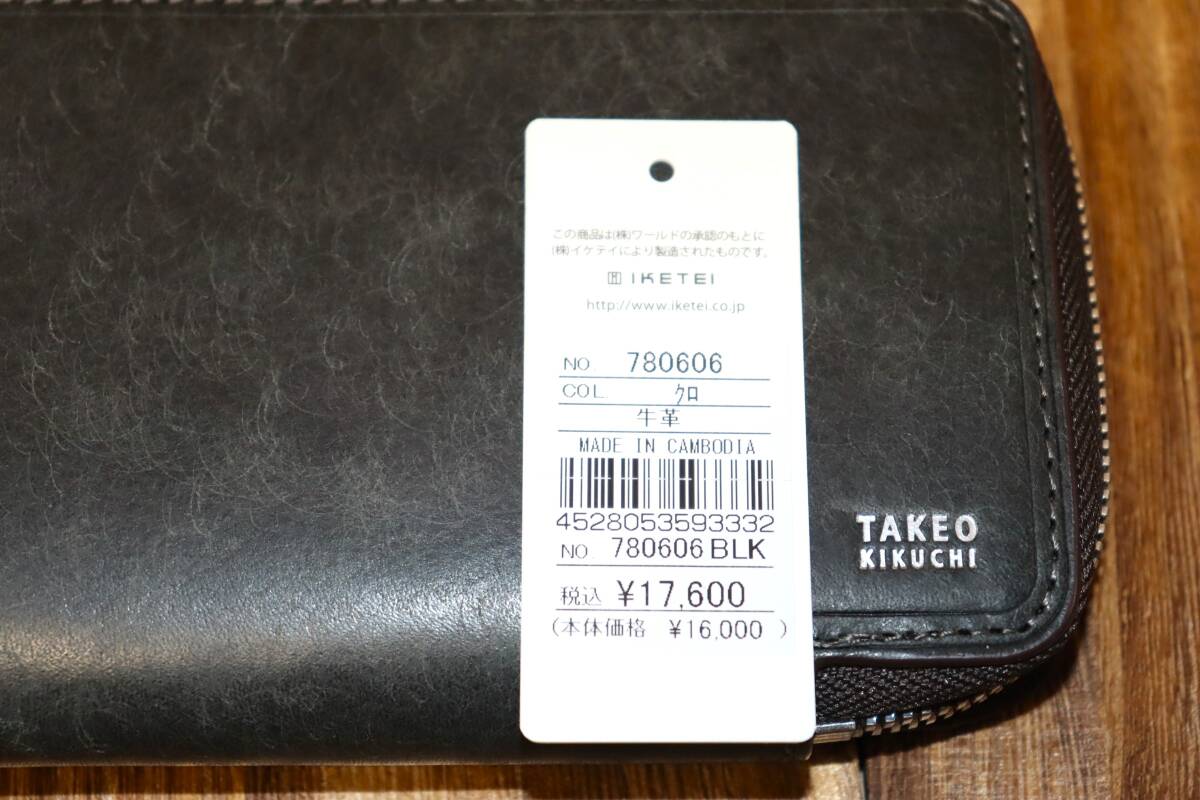 この商品は(株)ワールドの承認のもとに
(株)イケテイにより製造されたものです。
IKETEI
http://www.iketei.co.jp
NO. 780606
COL. ｸﾛ
牛革
MADE IN CAMBODIA
4528053593332
NO. 780606BLK
税込 ¥17,600
(本体価格 ¥16,000 )
TAKEO
KIKUCHI